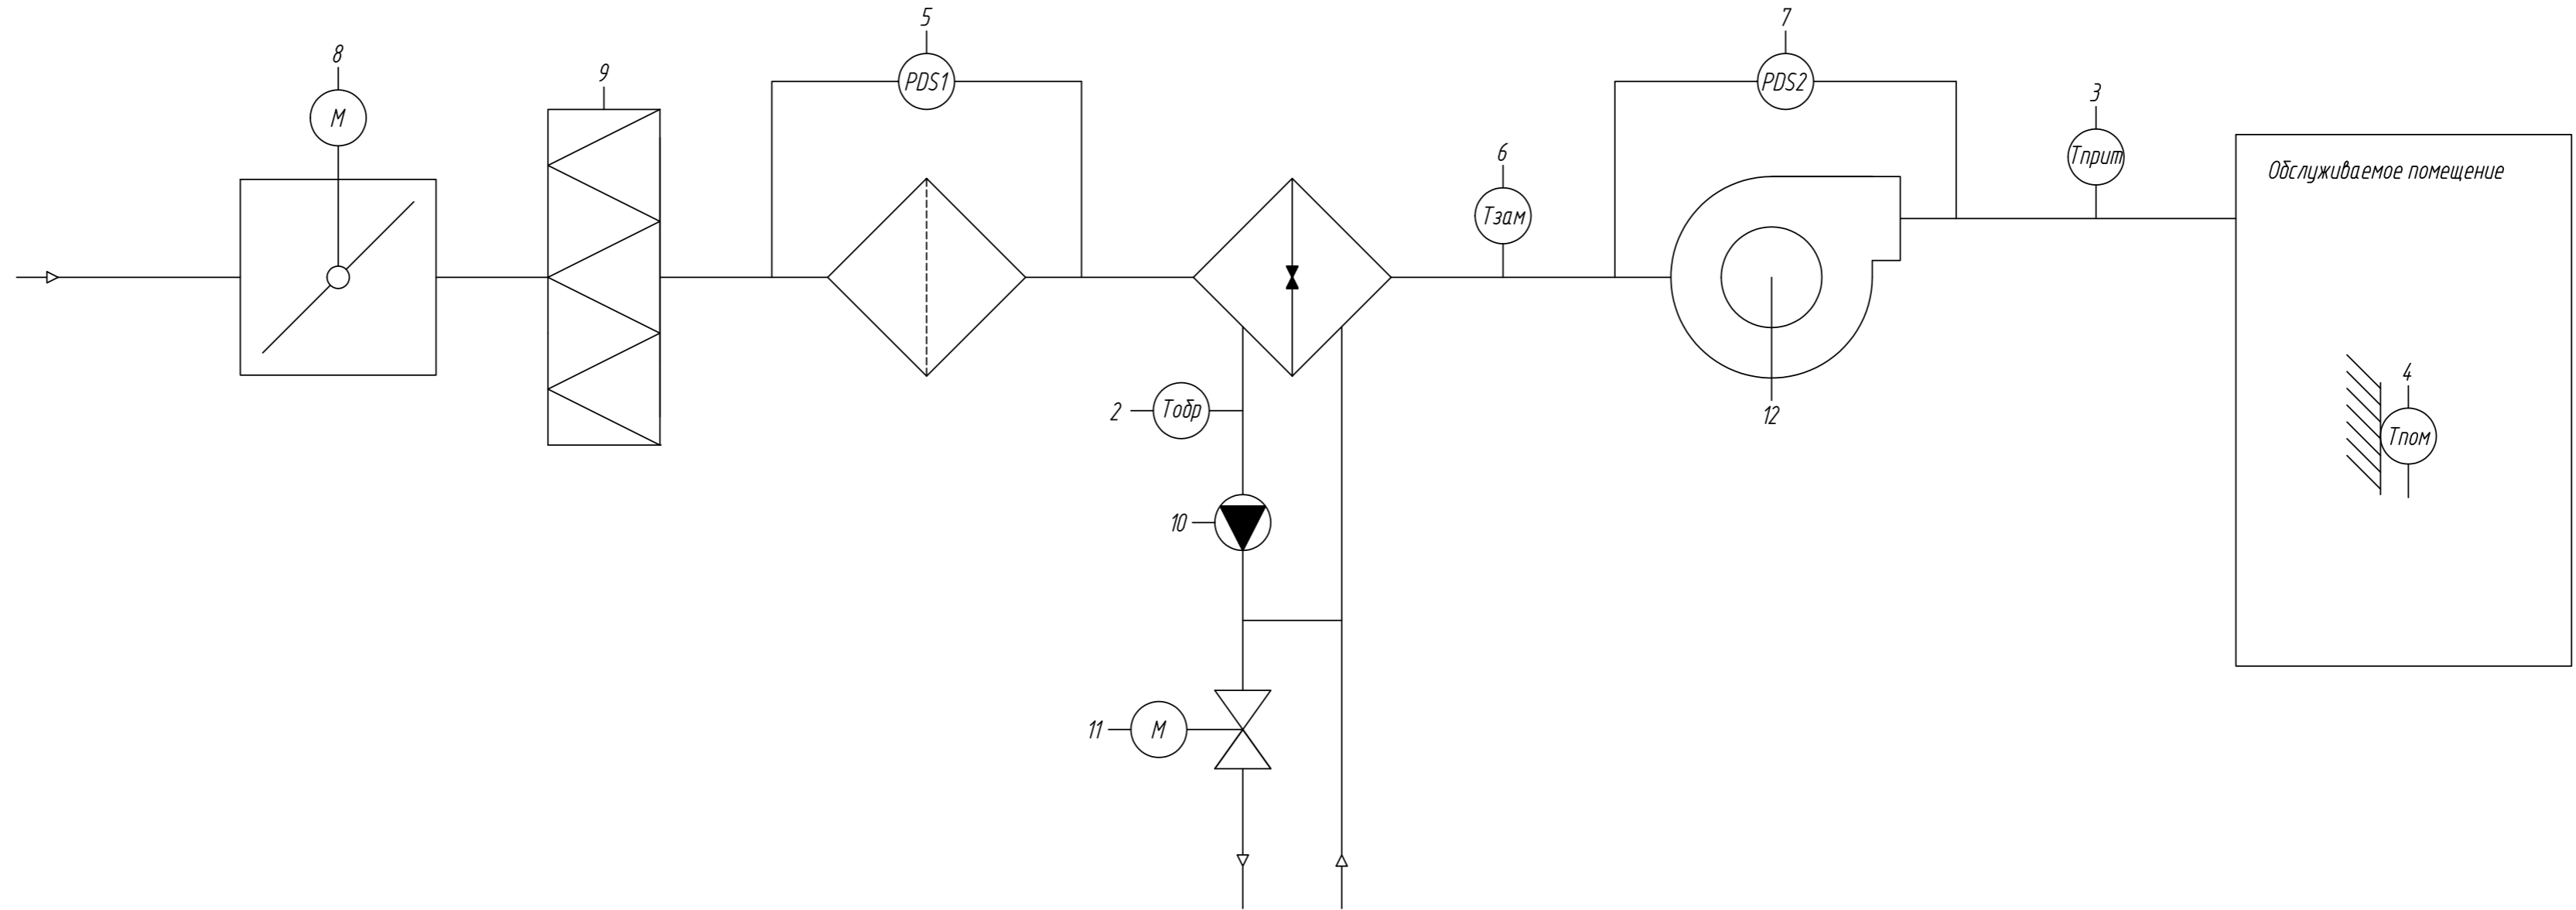 5
7
8
9
PDS1
PDS2
3
М
6
Тприт
Обслуживаемое помещение
Тзам
4
2
Тобр
12
Тпом
10
11
М